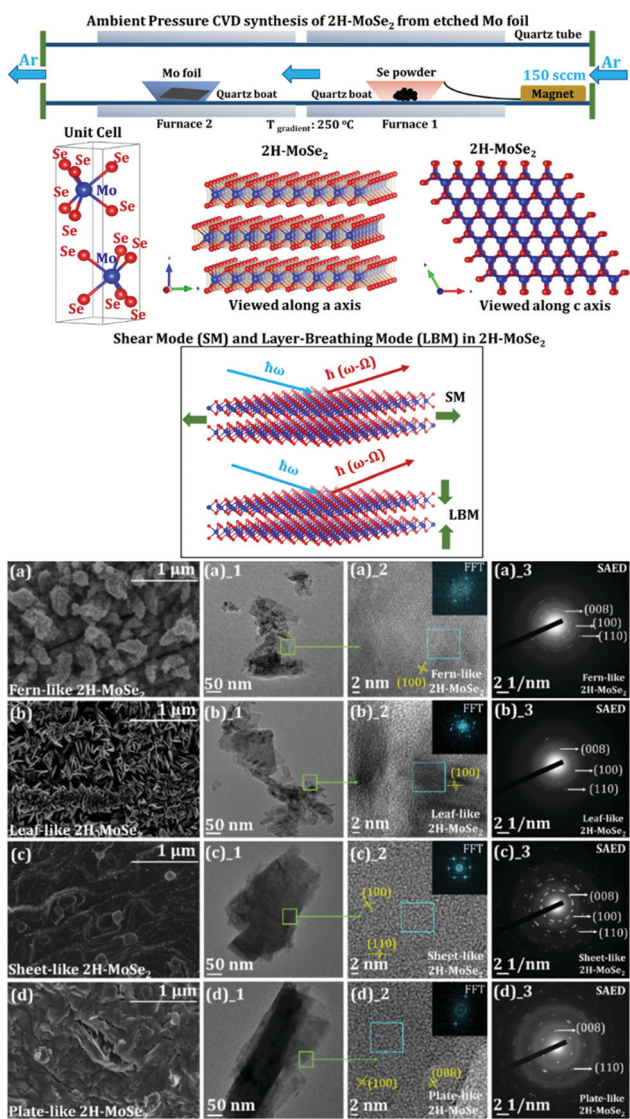 Ambient Pressure CVD synthesis of 2H-MoSe₂ from etched Mo foil
Quartz tube
Ar
Ar
Mo foil
Se powder
150 sccm
Quartz boat
Quartz boat
Magnet
Furnace 2
T gradient: 250 °C
Furnace 1
Unit Cell
2H-MoSe₂
2H-MoSe₂
Se
Se
Se
Se
Mo
Se
Se
Se
Mo
Se
Se
Se
Se
c
b
Viewed along a axis
Viewed along c axis
Shear Mode (SM) and Layer-Breathing Mode (LBM) in 2H-MoSe₂
ħω
ħ (ω-Ω)
SM
ħω
ħ (ω-Ω)
LBM
(a)
1 µm
Fern-like 2H-MoSe₂
(a)_1
50 nm
(a)_2
FFT
(100)
2 nm
Fern-like
2H-MoSe₂
(a)_3
SAED
(008)
(100)
(110)
2 1/nm
Fern-like
2H-MoSe₂
(b)
1 µm
Leaf-like 2H-MoSe₂
(b)_1
50 nm
(b)_2
FFT
(100)
2 nm
Leaf-like
2H-MoSe₂
(b)_3
SAED
(008)
(100)
(110)
2 1/nm
Leaf-like
2H-MoSe₂
(c)
1 µm
Sheet-like 2H-MoSe₂
(c)_1
50 nm
(c)_2
FFT
(100)
(110)
2 nm
Sheet-like
2H-MoSe₂
(c)_3
SAED
(008)
(100)
(110)
2 1/nm
Sheet-like
2H-MoSe₂
(d)
1 µm
Plate-like 2H-MoSe₂
(d)_1
50 nm
(d)_2
FFT
(100)
(008)
2 nm
Plate-like
2H-MoSe₂
(d)_3
SAED
(008)
(110)
2 1/nm
Plate-like
2H-MoSe₂